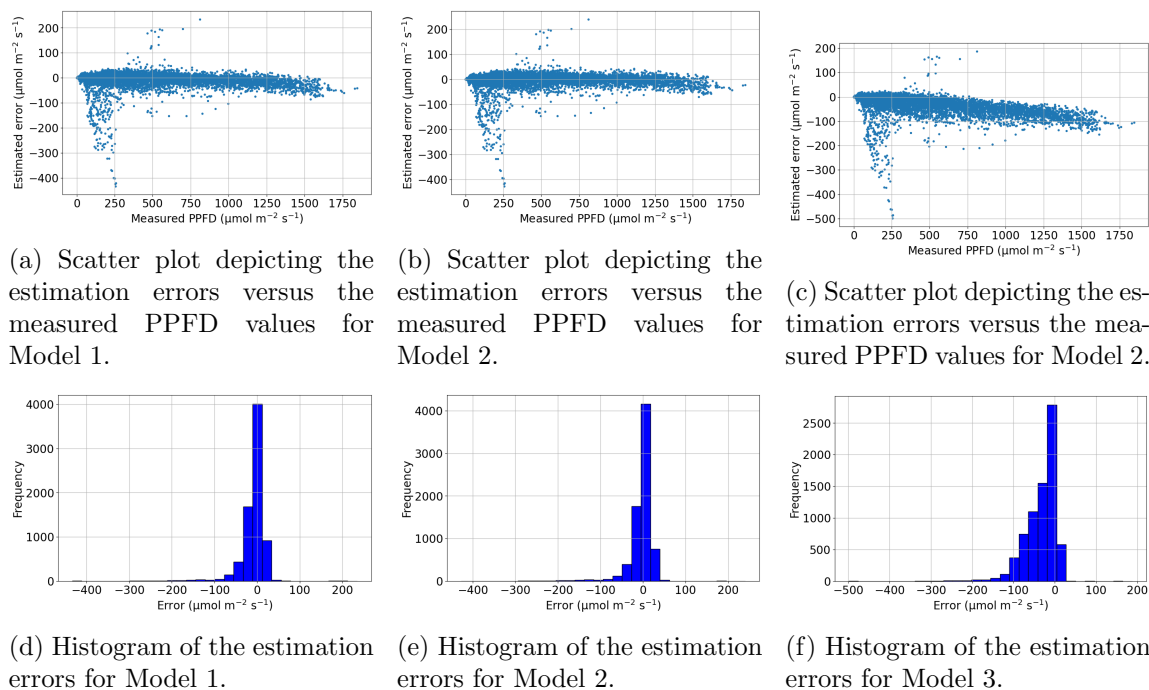 Estimated error (μmol m⁻² s⁻¹)
200
100
0
−100
−200
−300
−400
0 250 500 750 1000 1250 1500 1750
Measured PPFD (μmol m⁻² s⁻¹)
(a) Scatter plot depicting the
estimation errors versus the
measured PPFD values for
Model 1.
Estimated error (μmol m⁻² s⁻¹)
200
100
0
−100
−200
−300
−400
0 250 500 750 1000 1250 1500 1750
Measured PPFD (μmol m⁻² s⁻¹)
(b) Scatter plot depicting the
estimation errors versus the
measured PPFD values for
Model 2.
Estimated error (μmol m⁻² s⁻¹)
200
100
0
−100
−200
−300
−400
−500
0 250 500 750 1000 1250 1500 1750
Measured PPFD (μmol m⁻² s⁻¹)
(c) Scatter plot depicting the es-
timation errors versus the mea-
sured PPFD values for Model 2.
Frequency
4000
3000
2000
1000
0
−400 −300 −200 −100 0 100 200
Error (μmol m⁻² s⁻¹)
(d) Histogram of the estimation
errors for Model 1.
Frequency
4000
3000
2000
1000
0
−400 −300 −200 −100 0 100 200
Error (μmol m⁻² s⁻¹)
(e) Histogram of the estimation
errors for Model 2.
Frequency
2500
2000
1500
1000
500
0
−500 −400 −300 −200 −100 0 100 200
Error (μmol m⁻² s⁻¹)
(f) Histogram of the estimation
errors for Model 3.